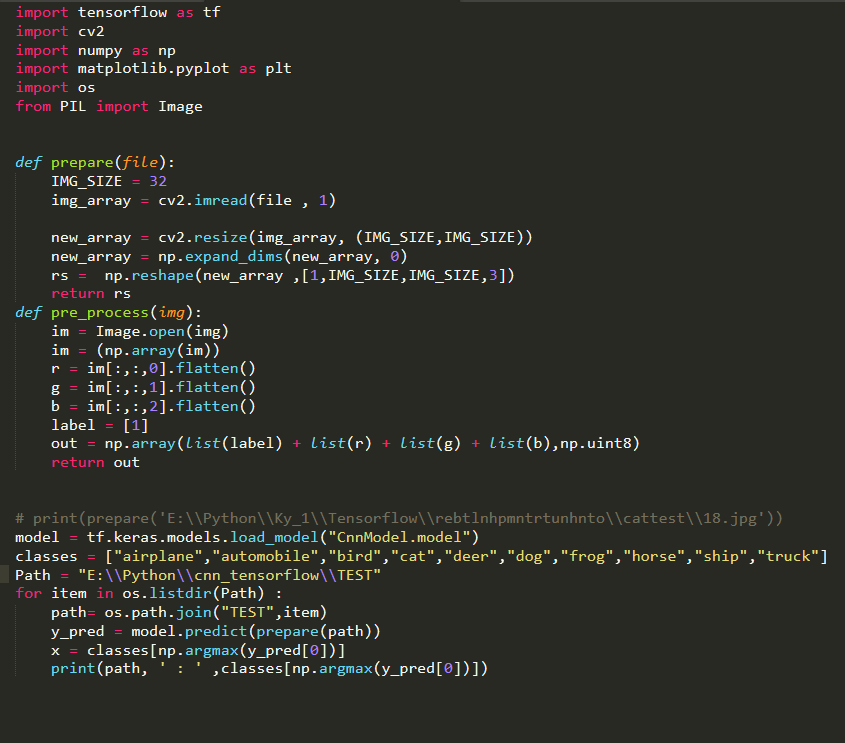 import tensorflow as tf
import cv2
import numpy as np
import matplotlib.pyplot as plt
import os
from PIL import Image
def prepare(file):
    IMG_SIZE = 32
    img_array = cv2.imread(file , 1)
    new_array = cv2.resize(img_array, (IMG_SIZE,IMG_SIZE))
    new_array = np.expand_dims(new_array, 0)
    rs =  np.reshape(new_array ,[1,IMG_SIZE,IMG_SIZE,3])
    return rs
def pre_process(img):
    im = Image.open(img)
    im = (np.array(im))
    r = im[:,:,0].flatten()
    g = im[:,:,1].flatten()
    b = im[:,:,2].flatten()
    label = [1]
    out = np.array(list(label) + list(r) + list(g) + list(b),np.uint8)
    return out
# print(prepare('E:\\Python\\Ky_1\\Tensorflow\\rebtlnhpmntrtunhnto\\cattest\\18.jpg'))
model = tf.keras.models.load_model("CnnModel.model")
classes = ["airplane","automobile","bird","cat","deer","dog","frog","horse","ship","truck"]
Path = "E:\\Python\\cnn_tensorflow\\TEST"
for item in os.listdir(Path) :
    path= os.path.join("TEST",item)
    y_pred = model.predict(prepare(path))
    x = classes[np.argmax(y_pred[0])]
    print(path, ' : ' ,classes[np.argmax(y_pred[0])])